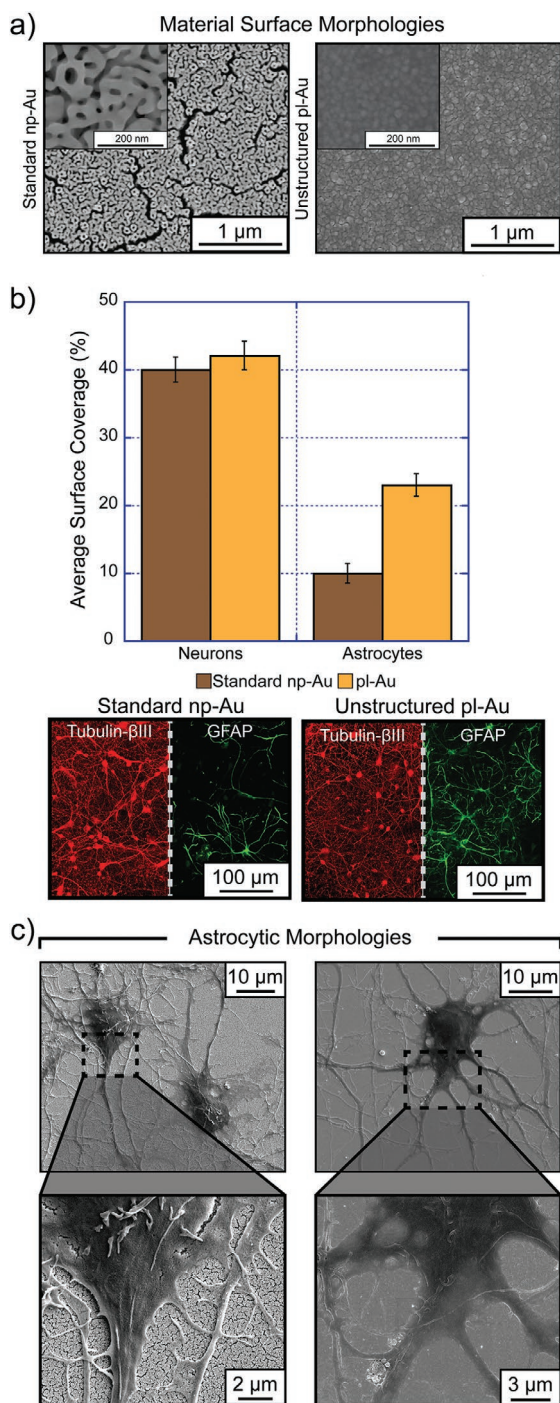 a)
Material Surface Morphologies
Standard np-Au
200 nm
1 µm
Unstructured pl-Au
200 nm
1 µm
b)
Average Surface Coverage (%)
50
40
30
20
10
0
Neurons
Astrocytes
Standard np-Au
pl-Au
Standard np-Au
Tubulin-βIII
GFAP
100 µm
Unstructured pl-Au
Tubulin-βIII
GFAP
100 µm
c)
Astrocytic Morphologies
10 µm
10 µm
2 µm
3 µm